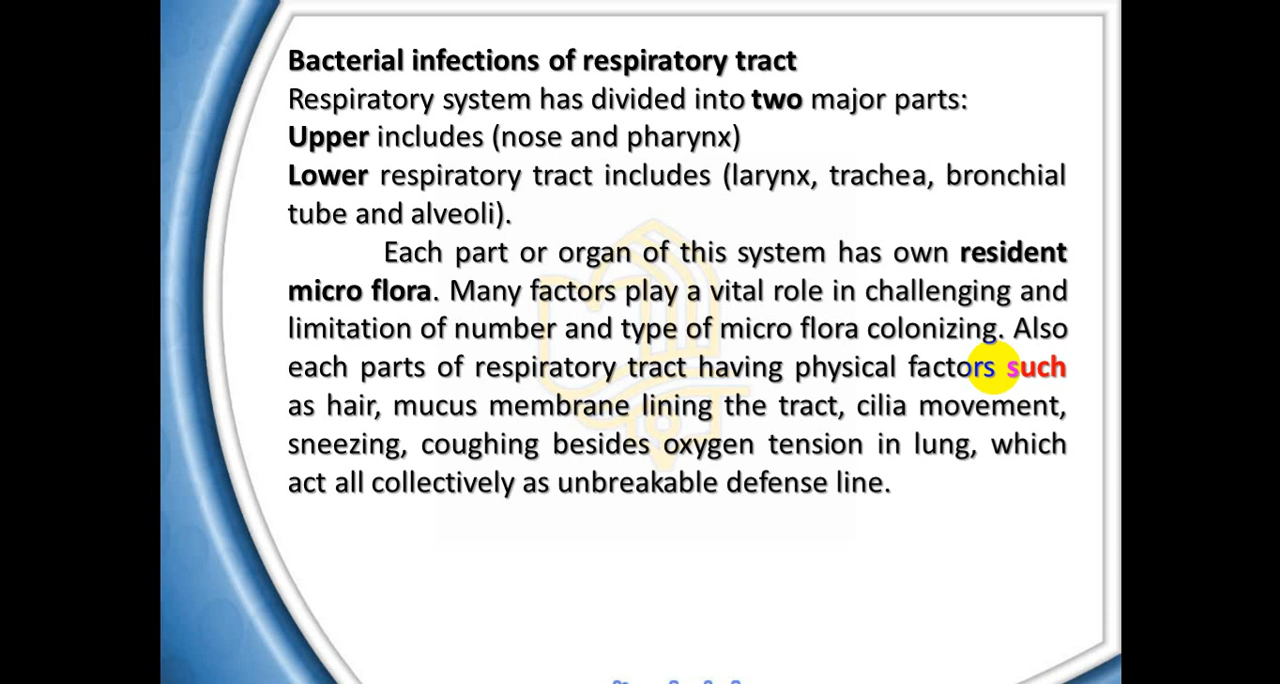 Bacterial infections of respiratory tract
Respiratory system has divided into two major parts:
Upper includes (nose and pharynx)
Lower respiratory tract includes (larynx, trachea, bronchial
tube and alveoli).
Each part or organ of this system has own resident
micro flora. Many factors play a vital role in challenging and
limitation of number and type of micro flora colonizing. Also
each parts of respiratory tract having physical factors such
as hair, mucus membrane lining the tract, cilia movement,
sneezing, coughing besides oxygen tension in lung, which
act all collectively as unbreakable defense line.